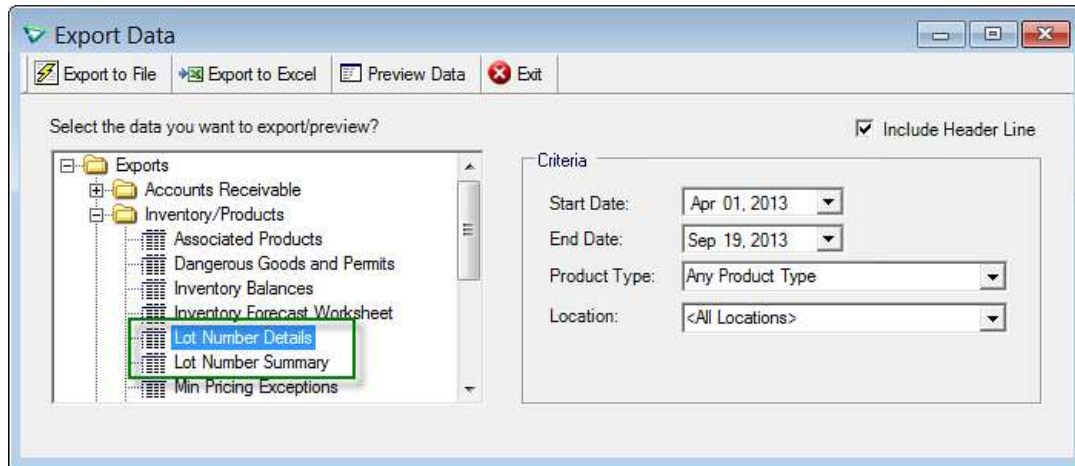 Export Data
Export to File Export to Excel Preview Data Exit
Select the data you want to export/preview?
Include Header Line
Exports
Accounts Receivable
Inventory/Products
Associated Products
Dangerous Goods and Permits
Inventory Balances
Inventory Forecast Worksheet
Lot Number Details
Lot Number Summary
Min Pricing Exceptions
Criteria
Start Date: Apr 01, 2013
End Date: Sep 19, 2013
Product Type: Any Product Type
Location: <All Locations>